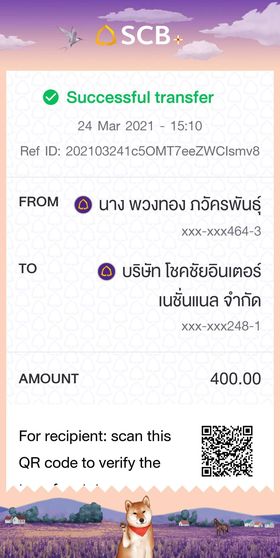 SCB
Successful transfer
24 Mar 2021 - 15:10
Ref ID: 202103241c5OMT7eeZWCIsmv8
FROM
นาง พวงทอง ภวัครพันธุ์
xxx-xxx464-3
TO
บริษัท โชคชัยอินเตอร์
เนชั่นแนล จำกัด
xxx-xxx248-1
AMOUNT
400.00
For recipient: scan this
QR code to verify the